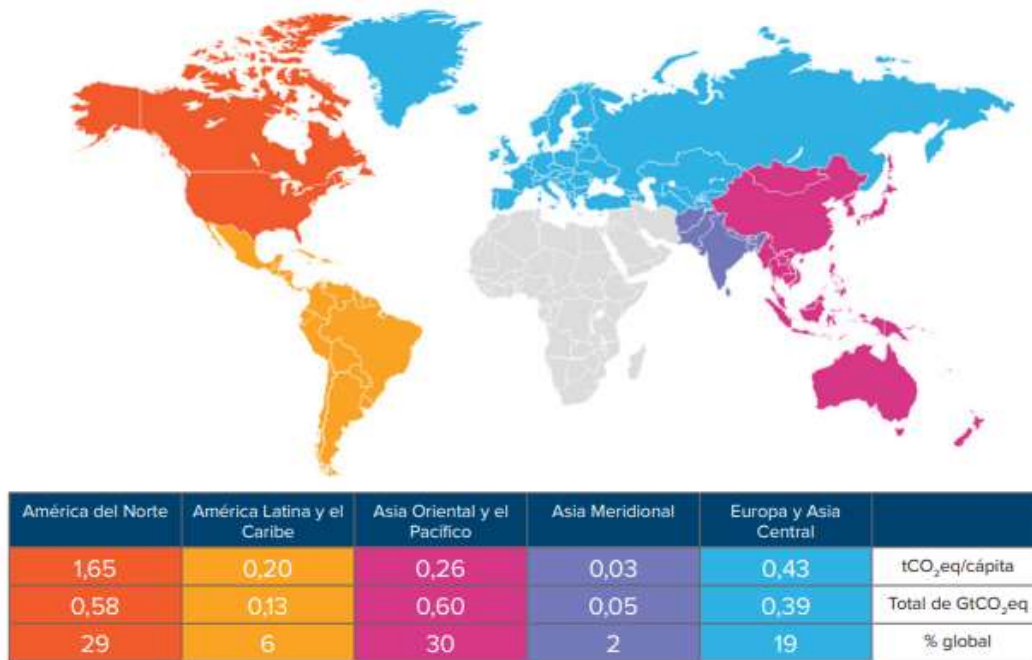 América del Norte
América Latina y el
Caribe
Asia Oriental y el
Pacífico
Asia Meridional
Europa y Asia
Central
1,65
0,20
0,26
0,03
0,43
tCO₂eq/cápita
0,58
0,13
0,60
0,05
0,39
Total de GtCO₂eq
29
6
30
2
19
% global